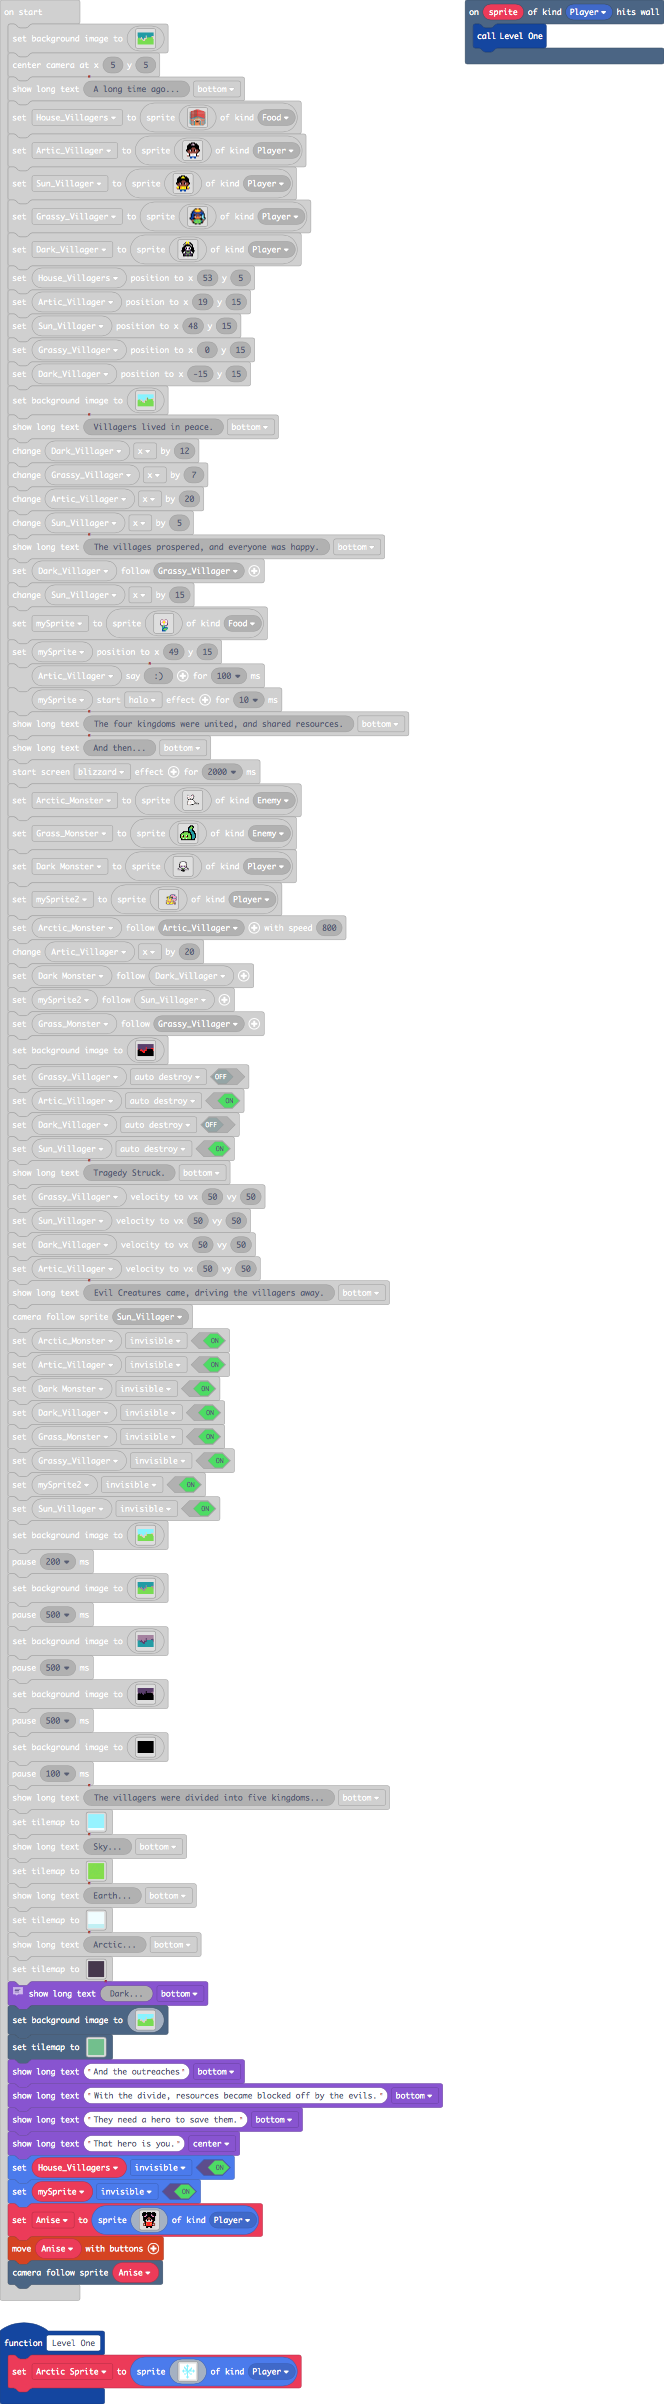 on start
set background image to
center camera at x 5 y 5
show long text A long time ago... bottom
set House_Villagers to sprite of kind Food
set Artic_Villager to sprite of kind Player
set Sun_Villager to sprite of kind Player
set Grassy_Villager to sprite of kind Player
set Dark_Villager to sprite of kind Player
set House_Villagers position to x 53 y 5
set Artic_Villager position to x 19 y 15
set Sun_Villager position to x 48 y 15
set Grassy_Villager position to x 0 y 15
set Dark_Villager position to x -15 y 15
set background image to
show long text Villagers lived in peace. bottom
change Dark_Villager x by 12
change Grassy_Villager x by 7
change Artic_Villager x by 20
change Sun_Villager x by 5
show long text The villages prospered, and everyone was happy. bottom
set Dark_Villager follow Grassy_Villager
change Sun_Villager x by 15
set mySprite to sprite of kind Food
set mySprite position to x 49 y 15
Artic_Villager say :) for 100 ms
mySprite start halo effect for 10 ms
show long text The four kingdoms were united, and shared resources. bottom
show long text And then... bottom
start screen blizzard effect for 2000 ms
set Arctic_Monster to sprite of kind Enemy
set Grass_Monster to sprite of kind Enemy
set Dark Monster to sprite of kind Player
set mySprite2 to sprite of kind Player
set Arctic_Monster follow Artic_Villager with speed 800
change Artic_Villager x by 20
set Dark Monster follow Dark_Villager
set mySprite2 follow Sun_Villager
set Grass_Monster follow Grassy_Villager
set background image to
set Grassy_Villager auto destroy OFF
set Artic_Villager auto destroy ON
set Dark_Villager auto destroy OFF
set Sun_Villager auto destroy ON
show long text Tragedy Struck. bottom
set Grassy_Villager velocity to vx 50 vy 50
set Sun_Villager velocity to vx 50 vy 50
set Dark_Villager velocity to vx 50 vy 50
set Artic_Villager velocity to vx 50 vy 50
show long text Evil Creatures came, driving the villagers away. bottom
camera follow sprite Sun_Villager
set Arctic_Monster invisible ON
set Artic_Villager invisible ON
set Dark Monster invisible ON
set Dark_Villager invisible ON
set Grass_Monster invisible ON
set Grassy_Villager invisible ON
set mySprite2 invisible ON
set Sun_Villager invisible ON
set background image to
pause 200 ms
set background image to
pause 500 ms
set background image to
pause 500 ms
set background image to
pause 500 ms
set background image to
pause 100 ms
show long text The villagers were divided into five kingdoms... bottom
set tilemap to
show long text Sky... bottom
set tilemap to
show long text Earth... bottom
set tilemap to
show long text Arctic... bottom
set tilemap to
show long text Dark... bottom
set background image to
set tilemap to
show long text "And the outreaches" bottom
show long text "With the divide, resources became blocked off by the evils." bottom
show long text "They need a hero to save them." bottom
show long text "That hero is you." center
set House_Villagers invisible ON
set mySprite invisible ON
set Anise to sprite of kind Player
move Anise with buttons
camera follow sprite Anise
function Level One
set Arctic Sprite to sprite of kind Player
on sprite of kind Player hits wall
call Level One